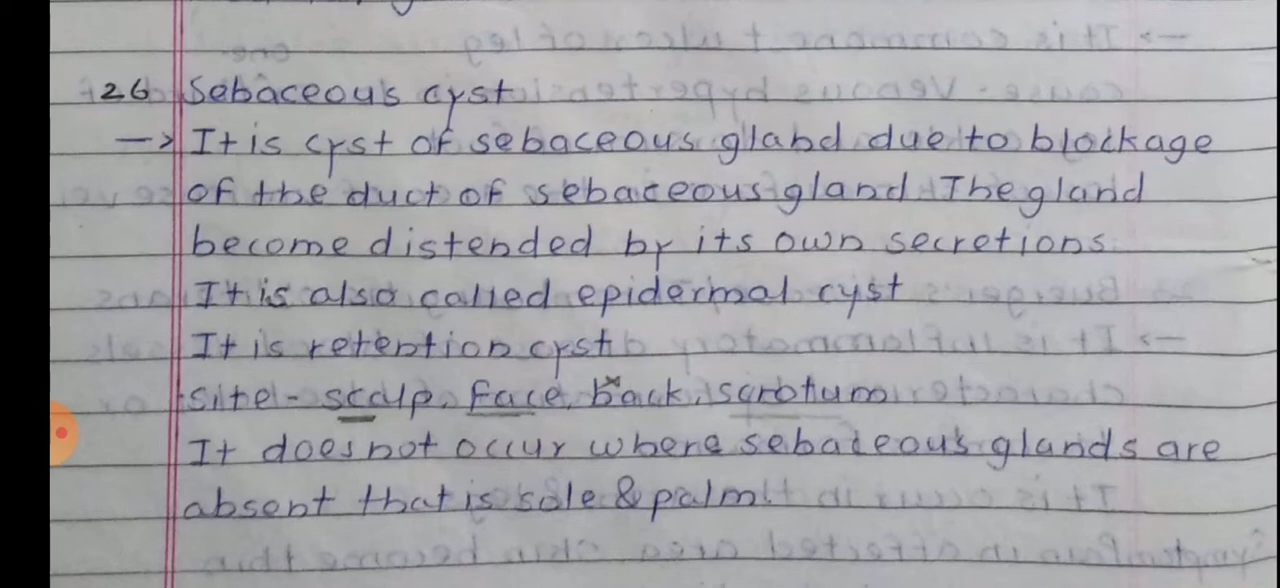 26 Sebaceous cyst
→ It is cyst of sebaceous gland due to blockage
of the duct of sebaceous gland. The gland
become distended by its own secretions.
It is also called epidermal cyst
It is retention cyst
site - scalp, face, back, scrotum
It does not occur where sebaceous glands are
absent that is sole & palm